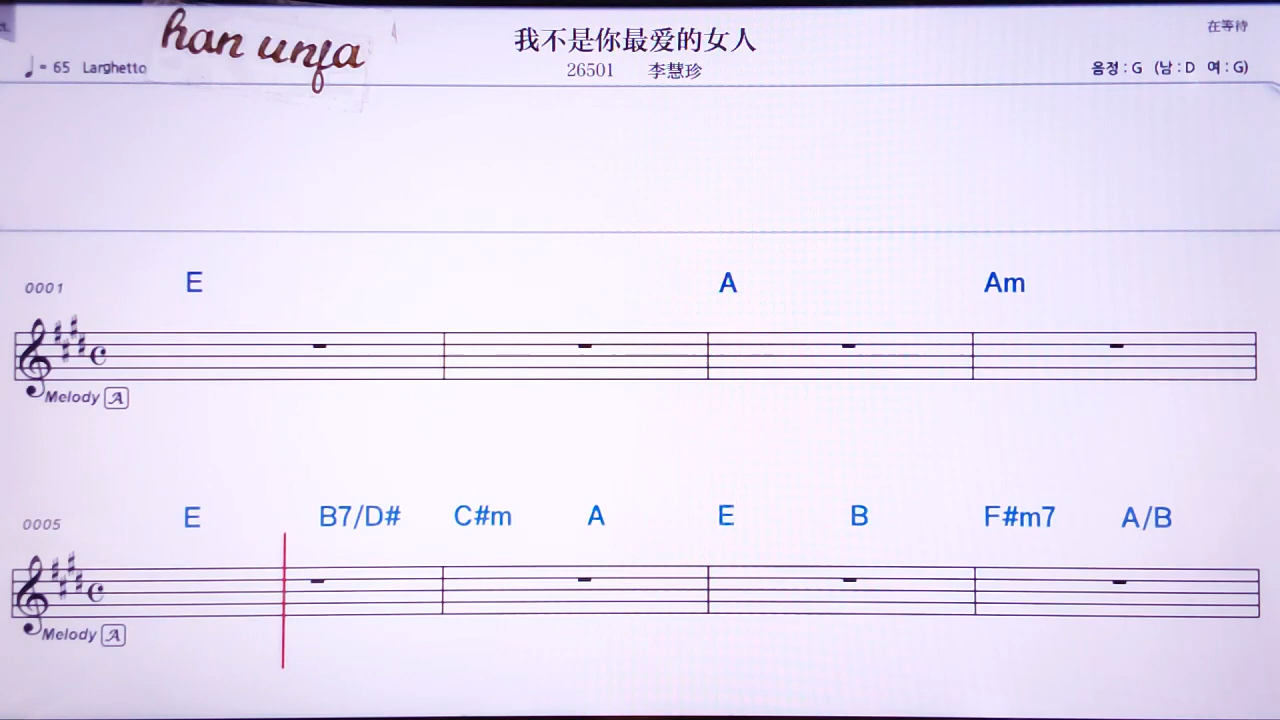 han unfa
我不是你最爱的女人
在等待
♩= 65 Larghetto
26501 李慧珍
음정 : G (남 : D 여 : G)
0001 E A Am
Melody A
0005 E B7/D# C#m A E B F#m7 A/B
Melody A